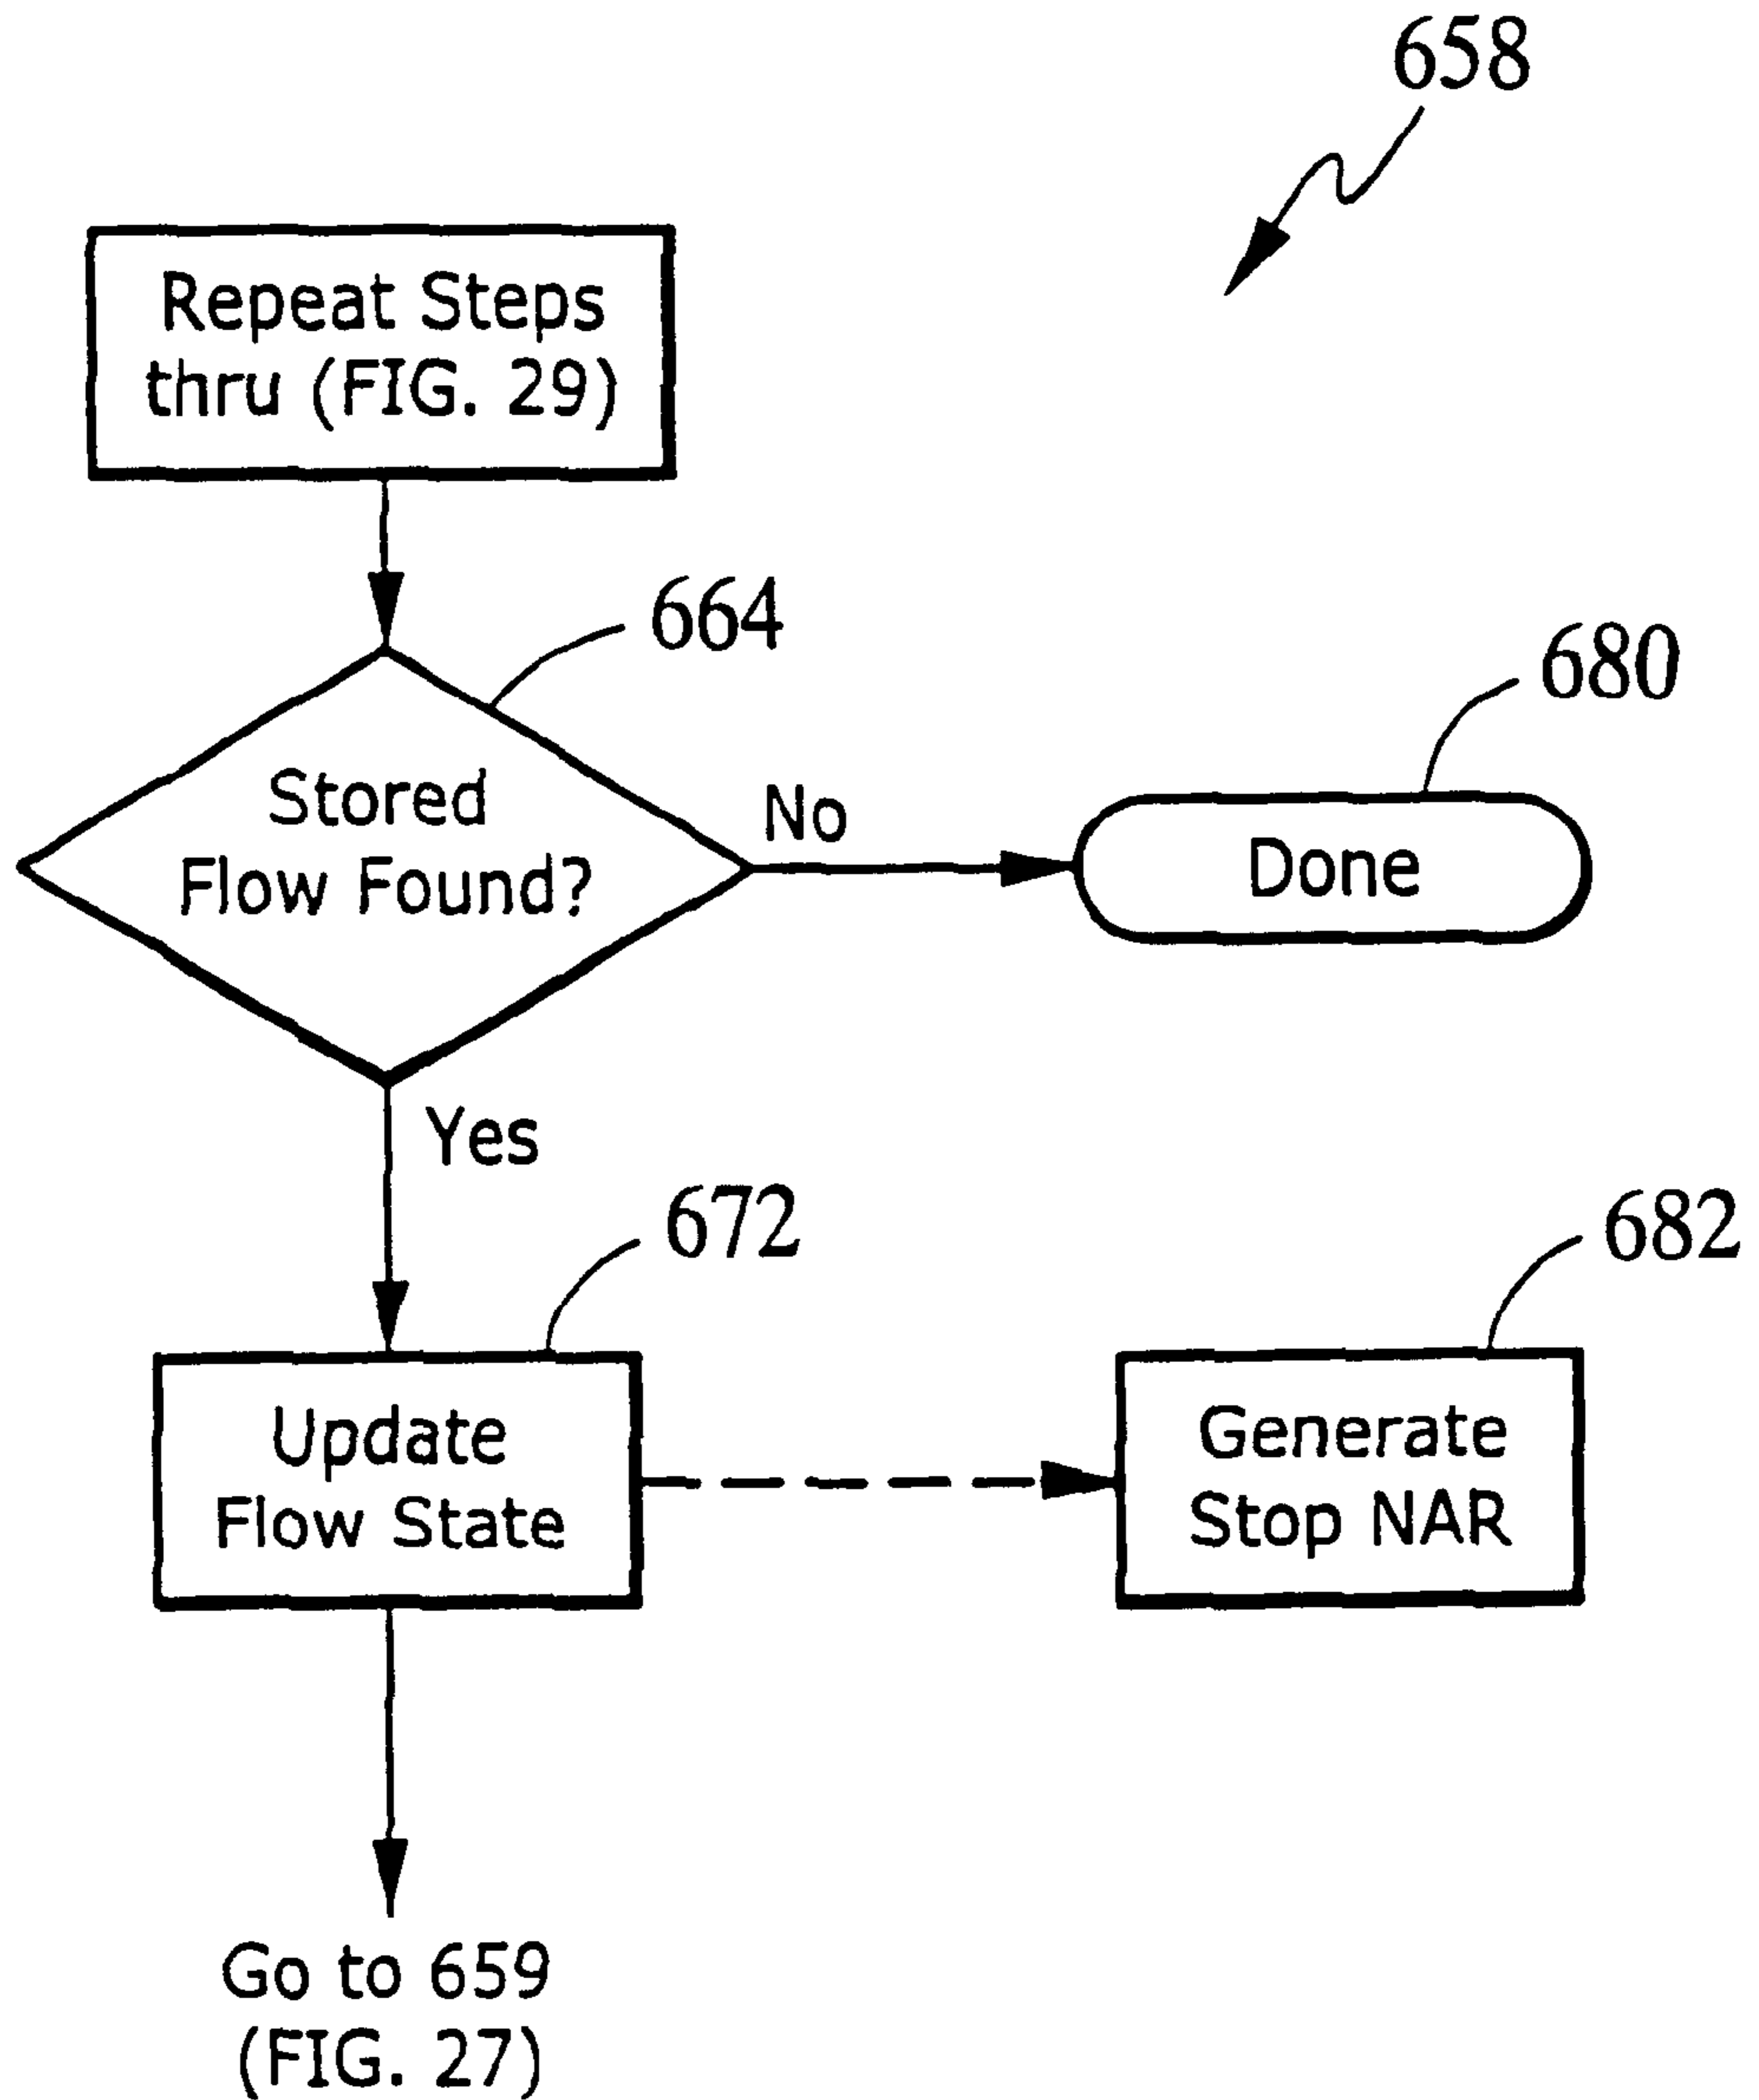 658
Repeat Steps
thru (FIG. 29)
664
680
Stored
Flow Found?
No
Done
Yes
672
682
Update
Flow State
Generate
Stop NAR
Go to 659
(FIG. 27)